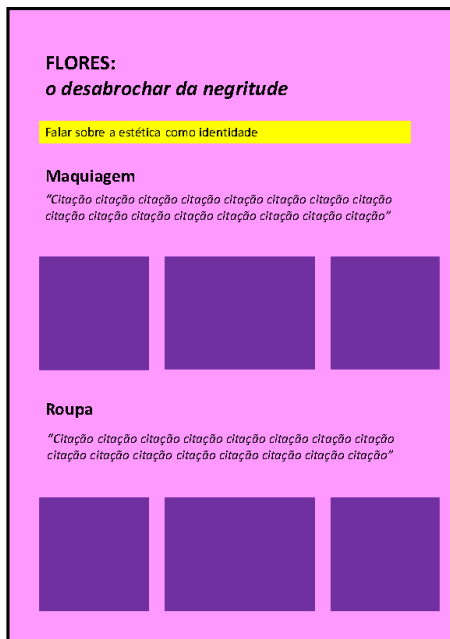 FLORES:
o desabrochar da negritude
Falar sobre a estética como identidade
Maquiagem
“Citação citação citação citação citação citação citação citação
citação citação citação citação citação citação citação citação”
Roupa
“Citação citação citação citação citação citação citação citação
citação citação citação citação citação citação citação citação”